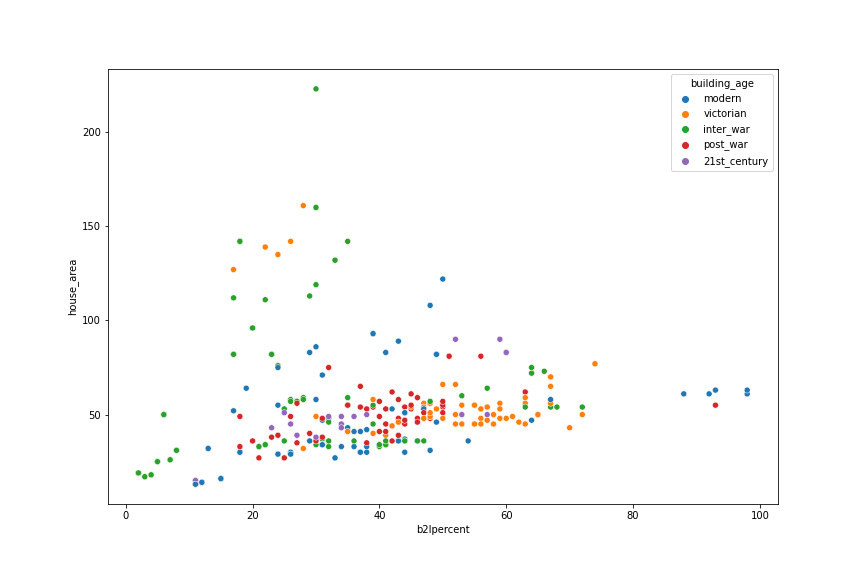 building_age
modern
victorian
inter_war
post_war
21st_century
200
150
100
50
house_area
0
20
40
60
80
100
b2lpercent